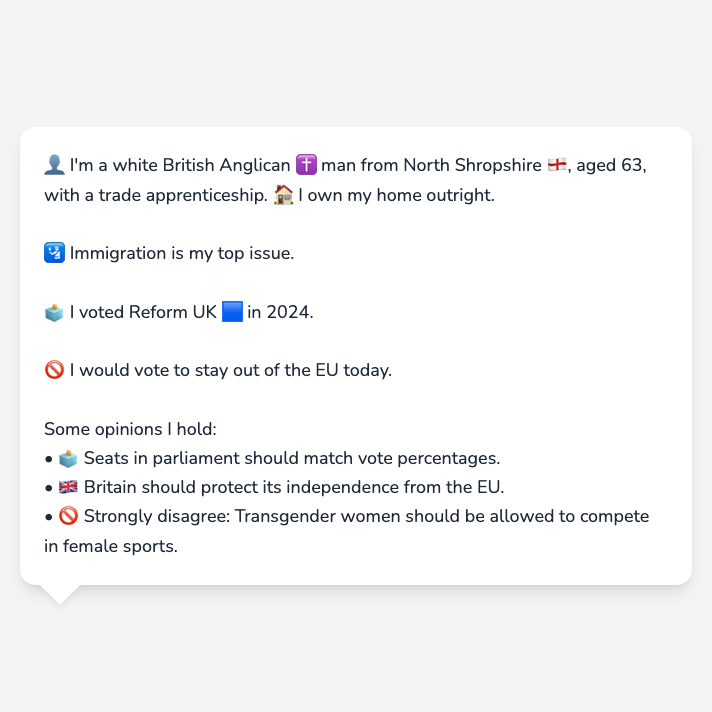 👤 I'm a white British Anglican ✝️ man from North Shropshire 🏴󠁧󠁢󠁥󠁮󠁧󠁿, aged 63,
with a trade apprenticeship. 🏠 I own my home outright.
🛂 Immigration is my top issue.
🗳️ I voted Reform UK 🟦 in 2024.
🚫 I would vote to stay out of the EU today.
Some opinions I hold:
• 🗳️ Seats in parliament should match vote percentages.
• 🇬🇧 Britain should protect its independence from the EU.
• 🚫 Strongly disagree: Transgender women should be allowed to compete
in female sports.